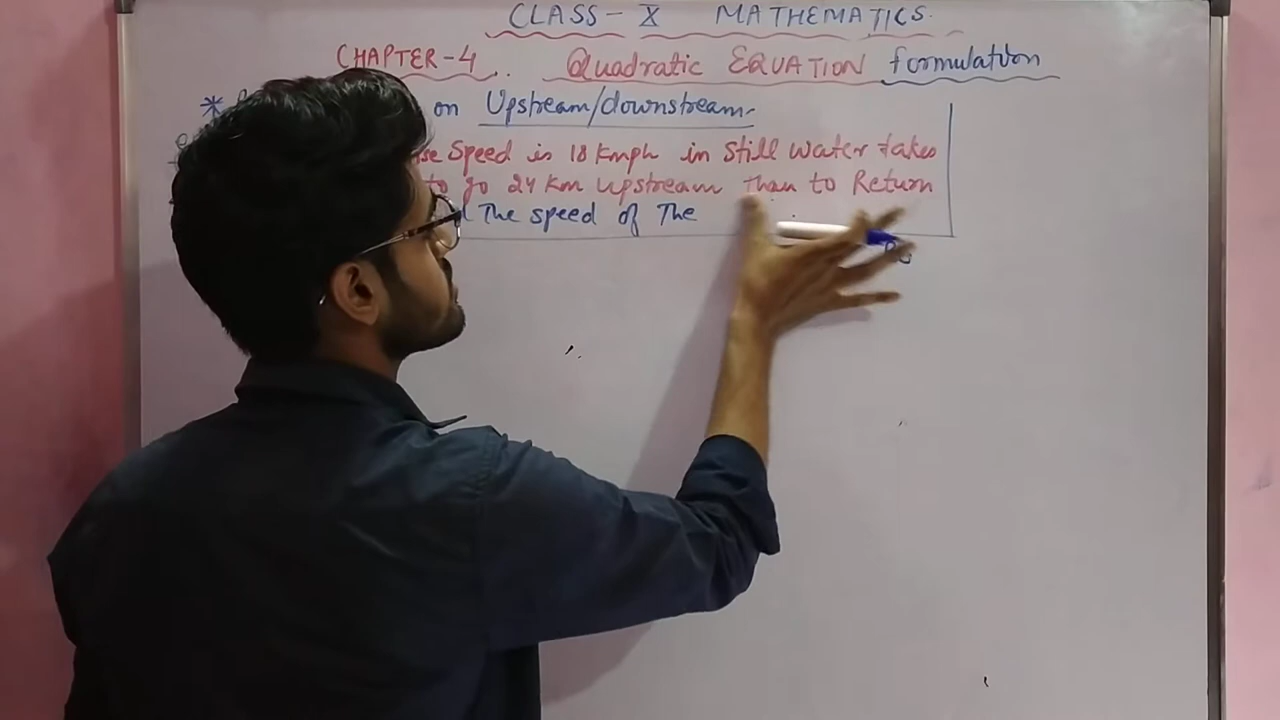 CLASS - X MATHEMATICS.
CHAPTER-4 .. Quadratic EQUATION formulation
* on Upstream/downstream.
Speed is 18 Kmph in Still Water takes
to go 24 Km upstream Than to Return
The speed of The